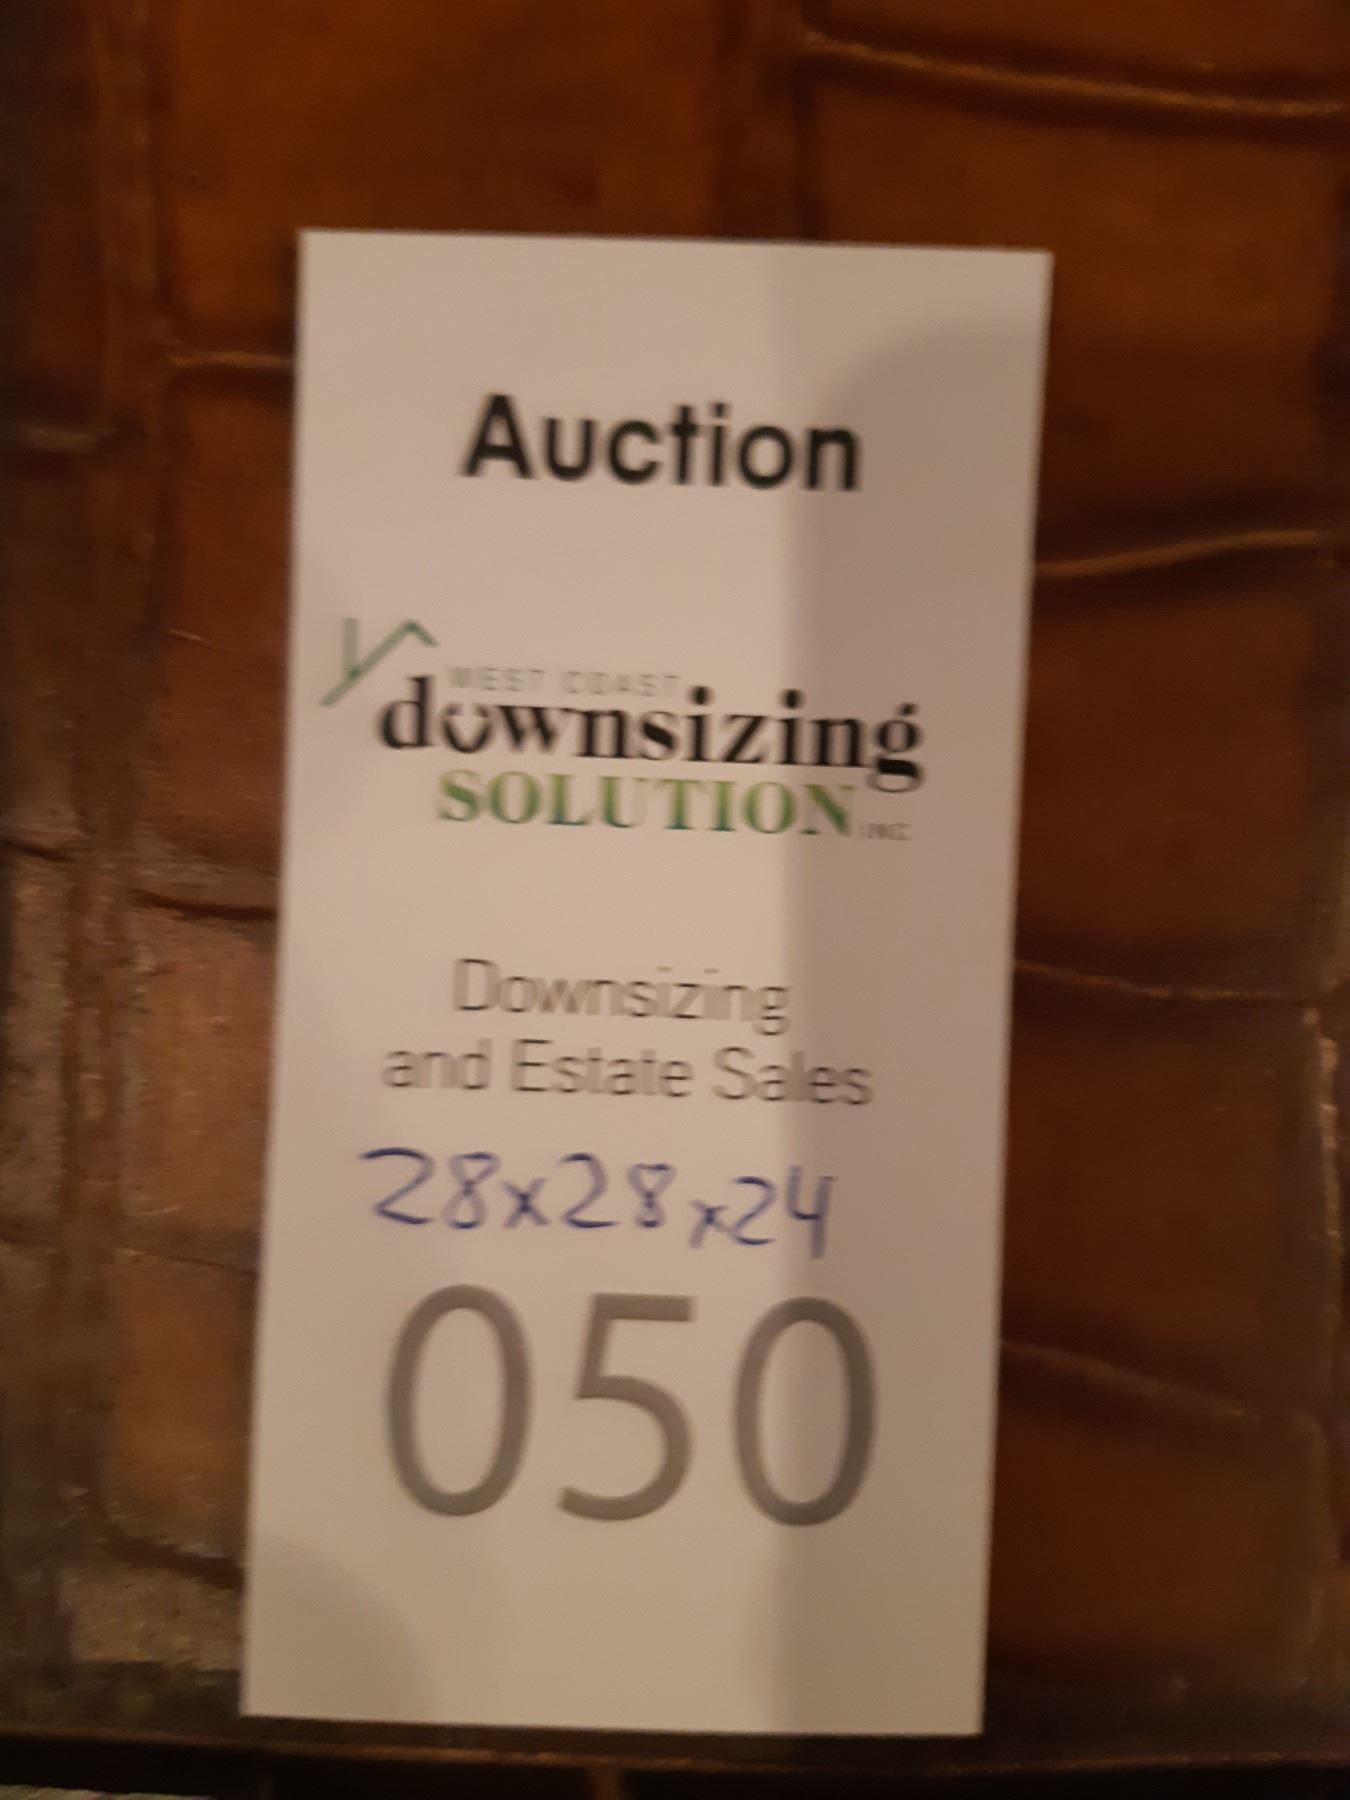 Auction
WEST COAST
downsizing
SOLUTION INC.
Downsizing
and Estate Sales
28x28x24
050